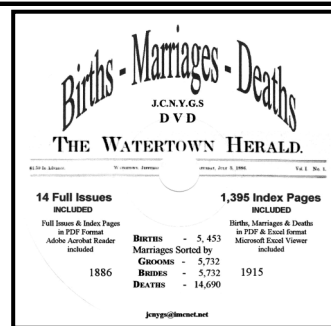 Births - Marriages - Deaths
J.C.N.Y.G.S
DVD
THE WATERTOWN HERALD.
$1.50 In Advance. Vol I. No. 1.
14 Full Issues 1,395 Index Pages
INCLUDED INCLUDED
Full Issues & Index Pages Births, Marriages & Deaths
in PDF Format in PDF & Excel format
Adobe Acrobat Reader Microsoft Excel Viewer
included included
BIRTHS - 5, 453
Marriages Sorted by
GROOMS - 5,732
1886 BRIDES - 5,732 1915
DEATHS - 14,690
jcnygs@imcnet.net